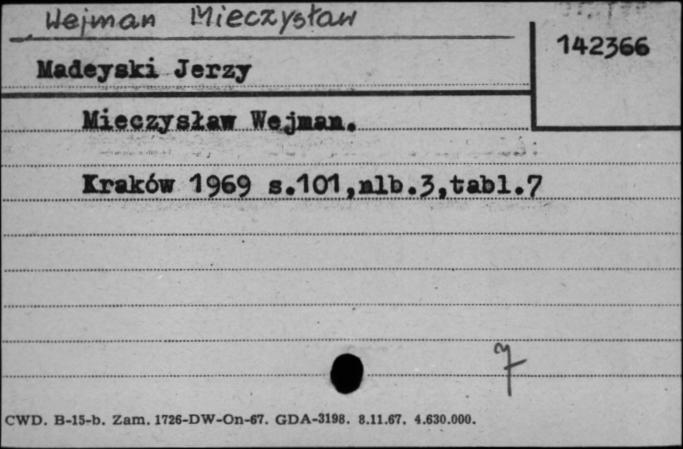 Wejman Mieczysław
142366
Madeyski Jerzy
Mieczysław Wejman.
Kraków 1969 s.101,nlb.3,tabl.7
7
CWD. B-15-b. Zam. 1726-DW-On-67. GDA-3198. 8.11.67. 4.630.000.